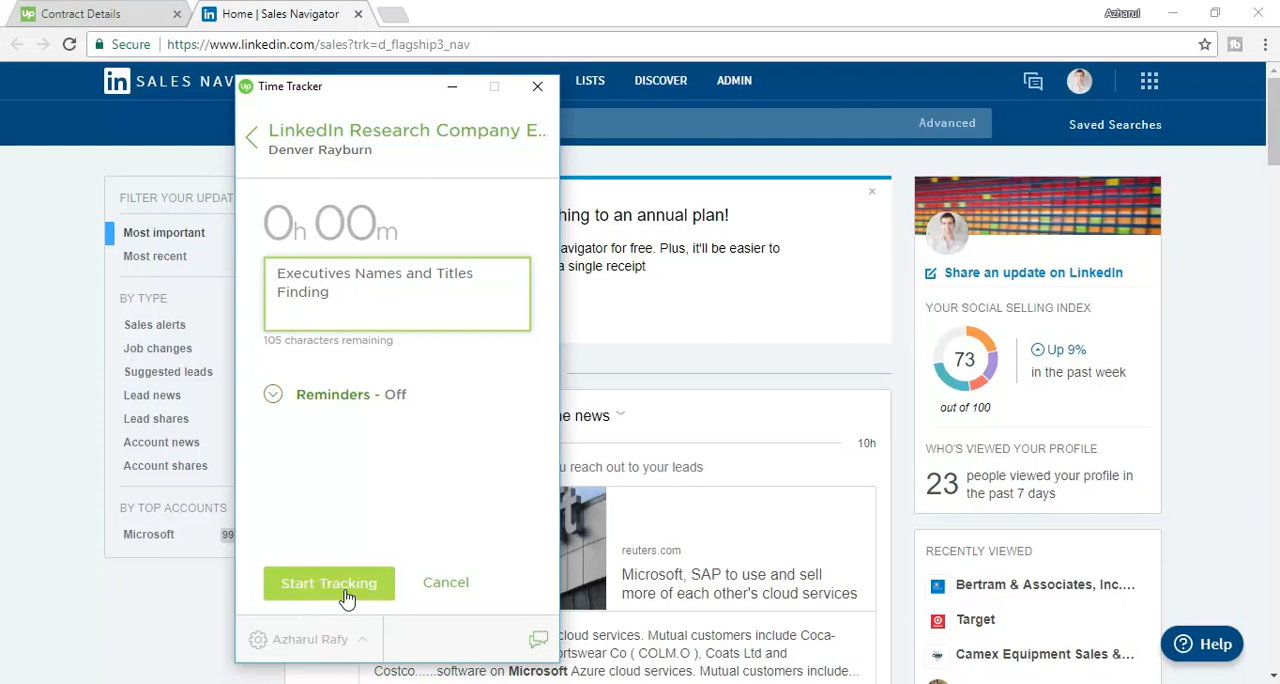 Up Contract Details
in Home | Sales Navigator
Azharul
Secure
https://www.linkedin.com/sales?trk=d_flagship3_nav
in SALES NAV
LISTS
DISCOVER
ADMIN
Advanced
Saved Searches
Up Time Tracker
LinkedIn Research Company E...
Denver Rayburn
0h 00m
Executives Names and Titles
Finding
105 characters remaining
Reminders - Off
Start Tracking
Cancel
Azharul Rafy
FILTER YOUR UPDAT
Most important
Most recent
BY TYPE
Sales alerts
Job changes
Suggested leads
Lead news
Lead shares
Account news
Account shares
BY TOP ACCOUNTS
Microsoft
99
hing to an annual plan!
avigator for free. Plus, it'll be easier to
a single receipt
he news
10h
u reach out to your leads
reuters.com
Microsoft, SAP to use and sell
more of each other's cloud services
cloud services. Mutual customers include Coca-
ortswear Co ( COLM.O ), Coats Ltd and
Costco......software on Microsoft Azure cloud services. Mutual customers include...
Share an update on LinkedIn
YOUR SOCIAL SELLING INDEX
73
out of 100
Up 9%
in the past week
WHO'S VIEWED YOUR PROFILE
23 people viewed your profile in
the past 7 days
RECENTLY VIEWED
Bertram & Associates, Inc....
Target
Camex Equipment Sales &...
Help